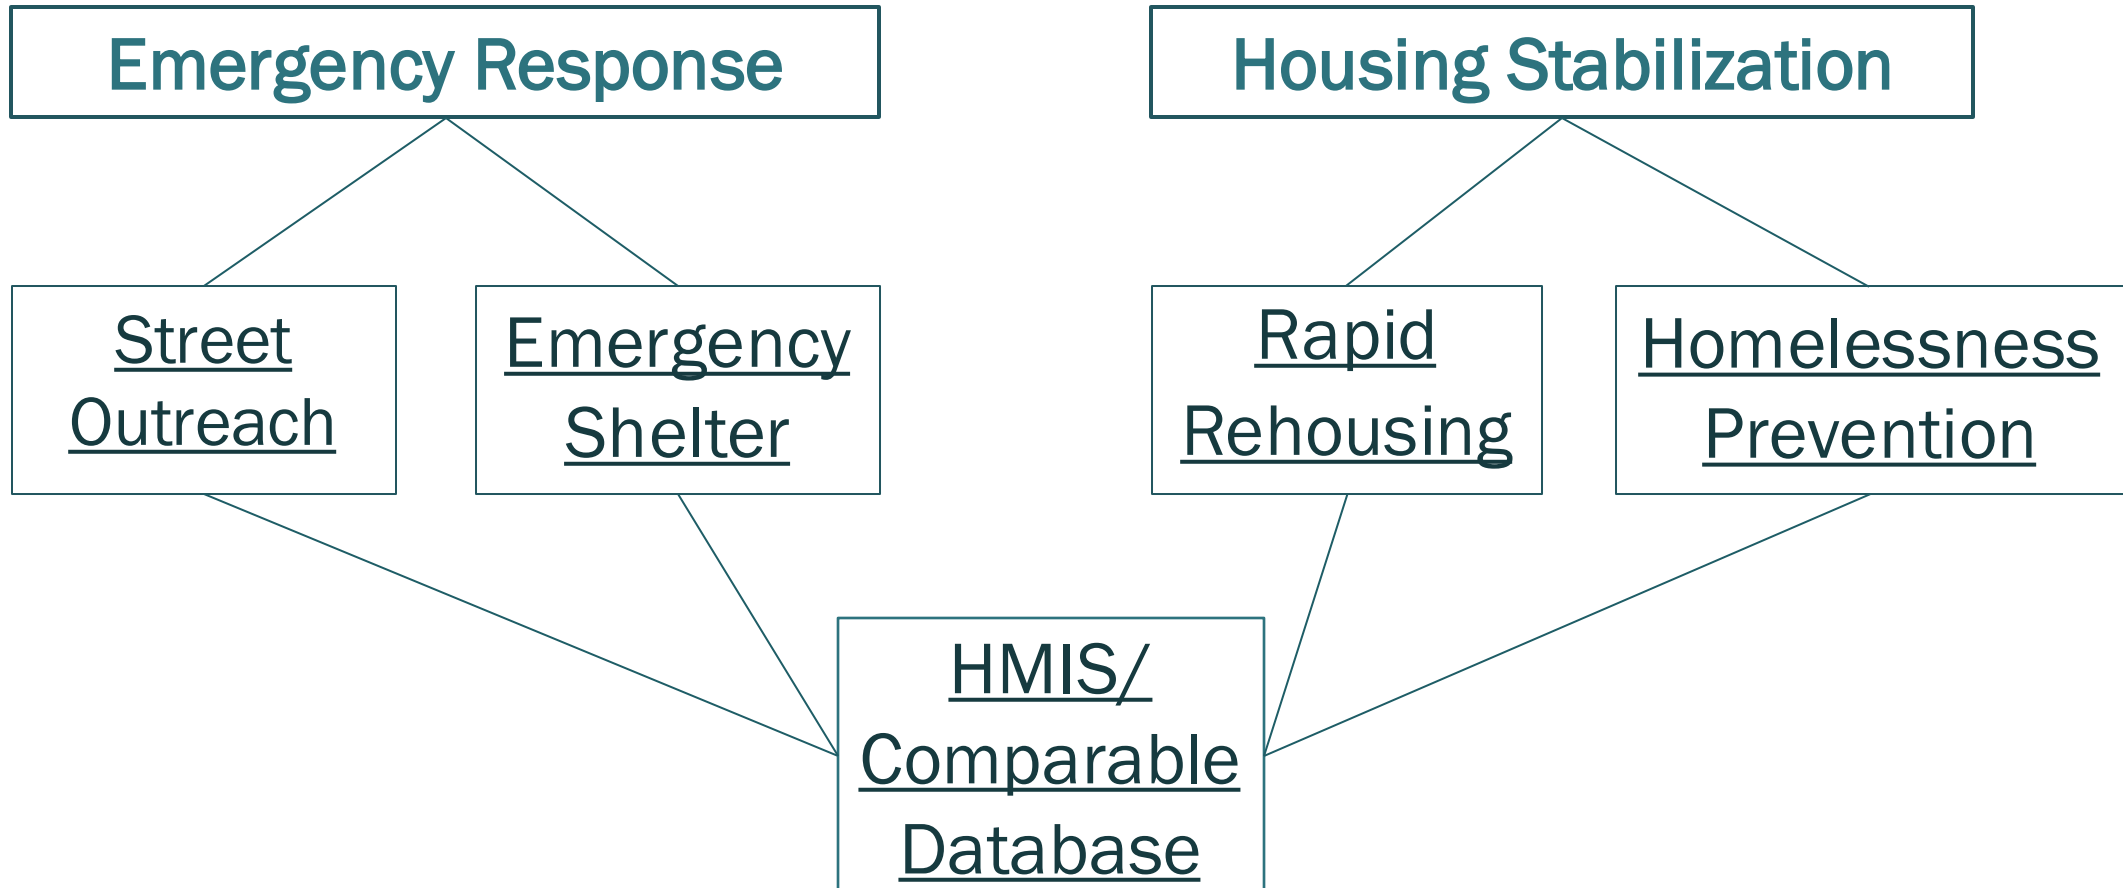 Emergency Response
Housing Stabilization
Street
Outreach
Emergency
Shelter
Rapid
Rehousing
Homelessness
Prevention
HMIS/
Comparable
Database